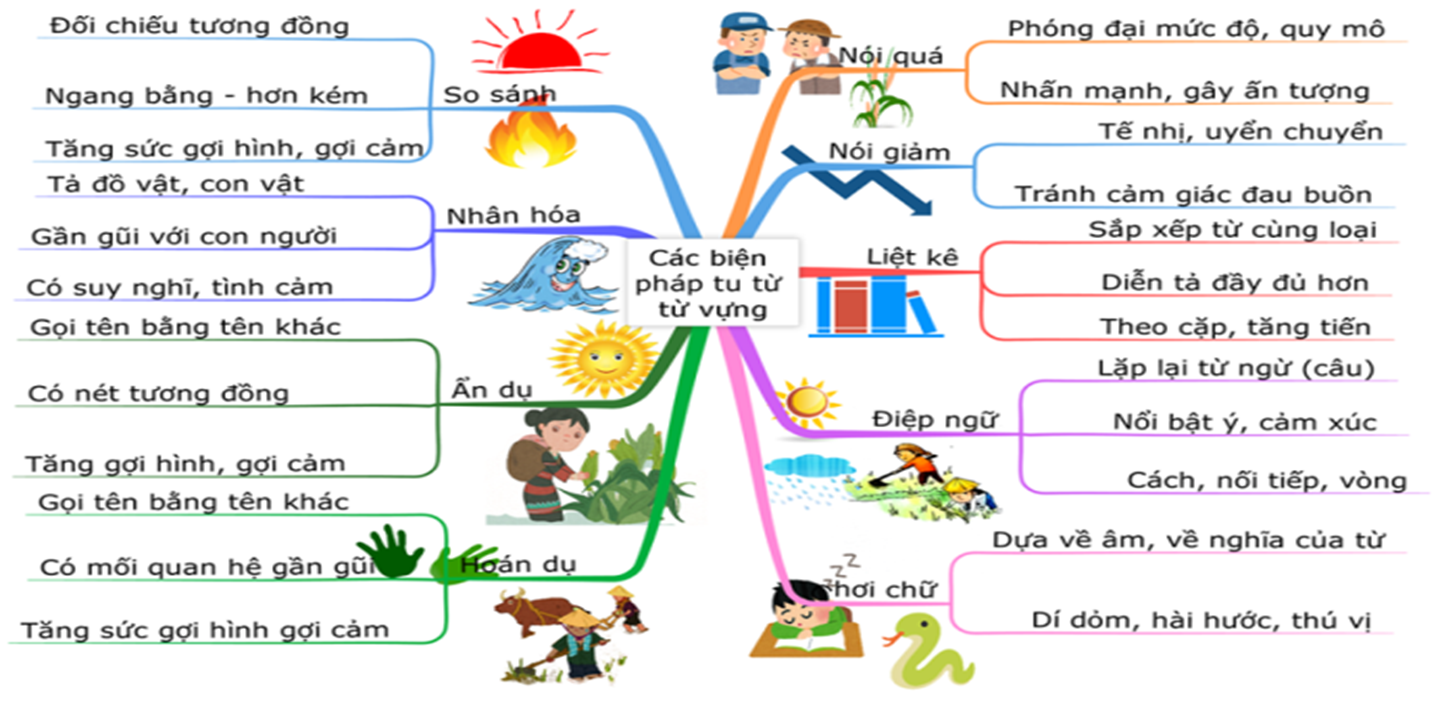 Các biện
pháp tu từ
từ vựng
So sánh
Đối chiếu tương đồng
Ngang bằng - hơn kém
Tăng sức gợi hình, gợi cảm
Nhân hóa
Tả đồ vật, con vật
Gần gũi với con người
Có suy nghĩ, tình cảm
Ẩn dụ
Gọi tên bằng tên khác
Có nét tương đồng
Tăng gợi hình, gợi cảm
Hoán dụ
Gọi tên bằng tên khác
Có mối quan hệ gần gũi
Tăng sức gợi hình gợi cảm
Nói quá
Phóng đại mức độ, quy mô
Nhấn mạnh, gây ấn tượng
Nói giảm
Tế nhị, uyển chuyển
Tránh cảm giác đau buồn
Liệt kê
Sắp xếp từ cùng loại
Diễn tả đầy đủ hơn
Theo cặp, tăng tiến
Điệp ngữ
Lặp lại từ ngừ (câu)
Nổi bật ý, cảm xúc
Cách, nối tiếp, vòng
Chơi chữ
Dựa về âm, về nghĩa của từ
Dí dỏm, hài hước, thú vị
zzz